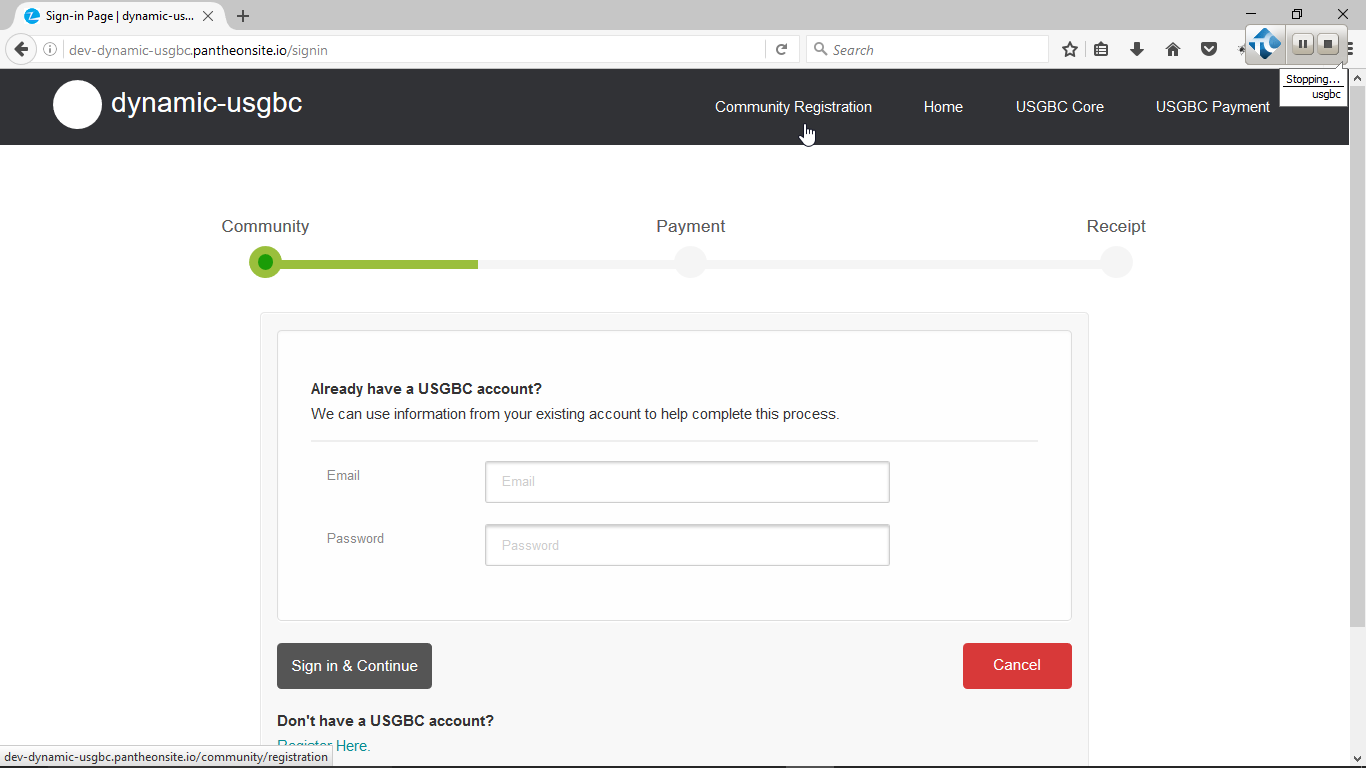 Sign-in Page | dynamic-us...
dev-dynamic-usgbc.pantheonsite.io/signin
Search
Stopping...
usgbc
dynamic-usgbc
Community Registration
Home
USGBC Core
USGBC Payment
Community
Payment
Receipt
Already have a USGBC account?
We can use information from your existing account to help complete this process.
Email
Email
Password
Password
Sign in & Continue
Cancel
Don't have a USGBC account?
Register Here.
dev-dynamic-usgbc.pantheonsite.io/community/registration